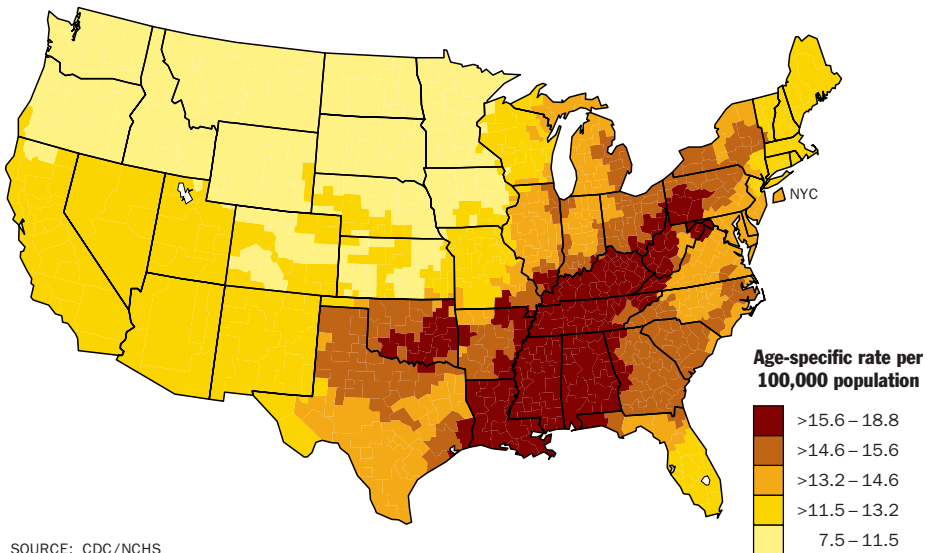 NYC
Age-specific rate per
100,000 population
>15.6 – 18.8
>14.6 – 15.6
>13.2 – 14.6
>11.5 – 13.2
7.5 – 11.5
SOURCE: CDC/NCHS